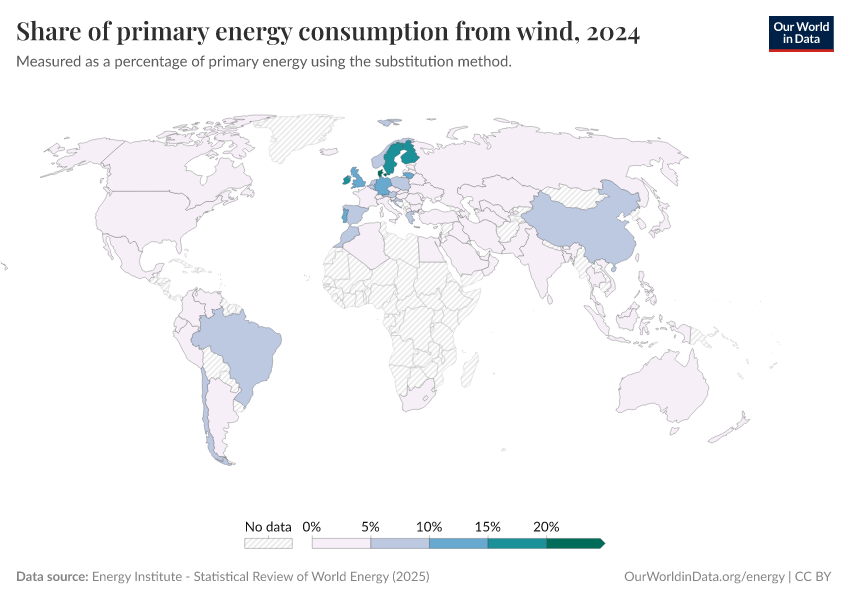 Share of primary energy consumption from wind, 2024
Our World
in Data
Measured as a percentage of primary energy using the substitution method.
No data
0%
5%
10%
15%
20%
Data source: Energy Institute - Statistical Review of World Energy (2025)
OurWorldinData.org/energy | CC BY